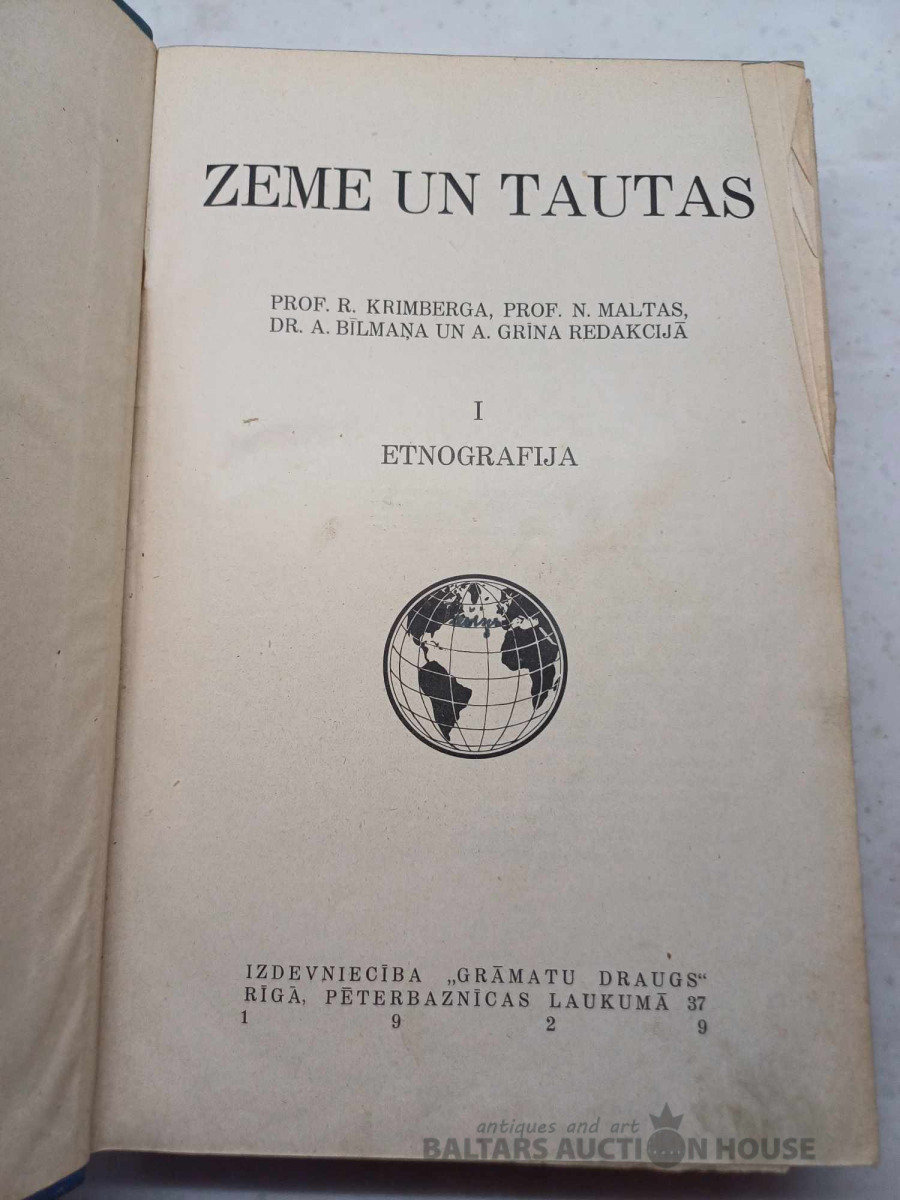 ZEME UN TAUTAS
PROF. R. KRIMBERGA, PROF. N. MALTAS,
DR. A. BĪLMAŅA UN A. GRĪNA REDAKCIJĀ
I
ETNOGRAFIJA
IZDEVNIECĪBA „GRĀMATU DRAUGS“
RĪGĀ, PĒTERBAZNĪCAS LAUKUMĀ 37
1 9 2 9
antiques and art
BALTARS AUCTION HOUSE